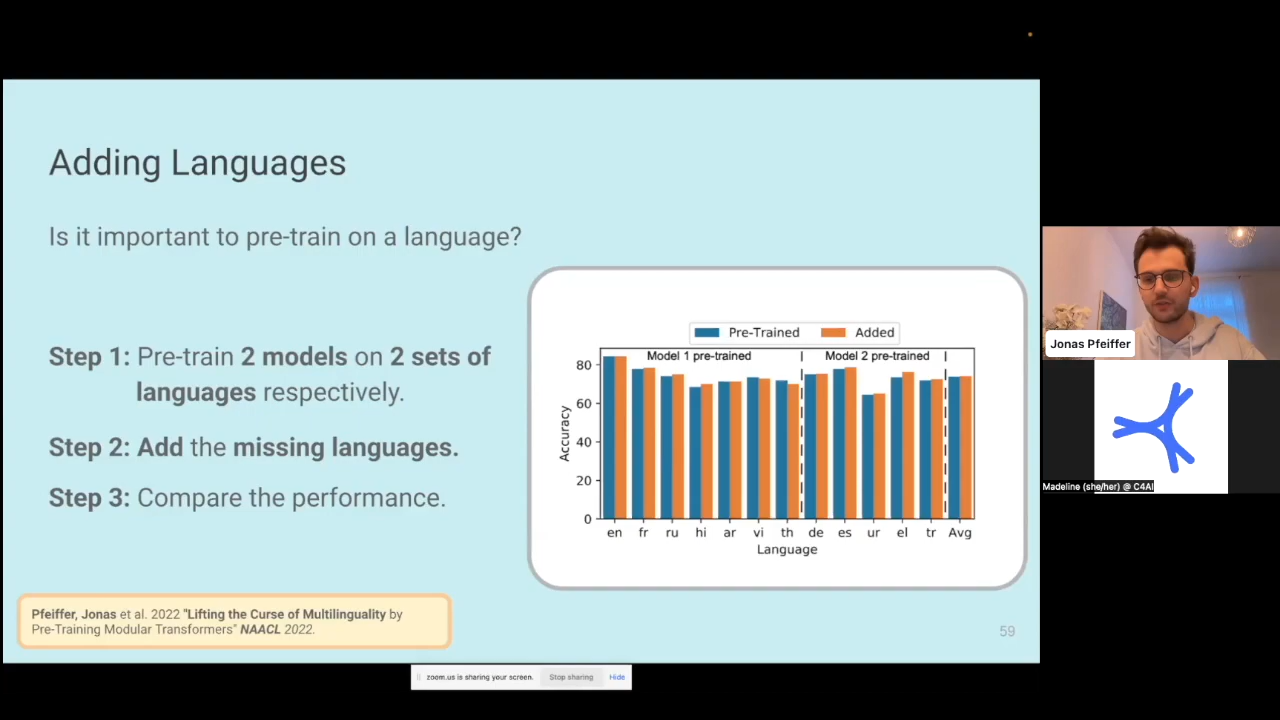 Adding Languages
Is it important to pre-train on a language?
Step 1: Pre-train 2 models on 2 sets of
languages respectively.
Step 2: Add the missing languages.
Step 3: Compare the performance.
Pre-Trained Added
Model 1 pre-trained Model 2 pre-trained
80
60
40
20
0
Accuracy
en fr ru hi ar vi th de es ur el tr Avg
Language
Pfeiffer, Jonas et al. 2022 "Lifting the Curse of Multilinguality by
Pre-Training Modular Transformers" NAACL 2022.
59
Jonas Pfeiffer
Madeline (she/her) @ C4AI
zoom.us is sharing your screen. Stop sharing Hide